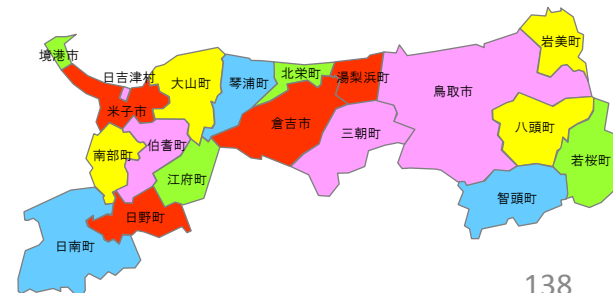 境港市
日吉津村
米子市
大山町
琴浦町
北栄町
湯梨浜町
鳥取市
岩美町
南部町
伯耆町
倉吉市
三朝町
八頭町
若桜町
江府町
智頭町
日野町
日南町
138